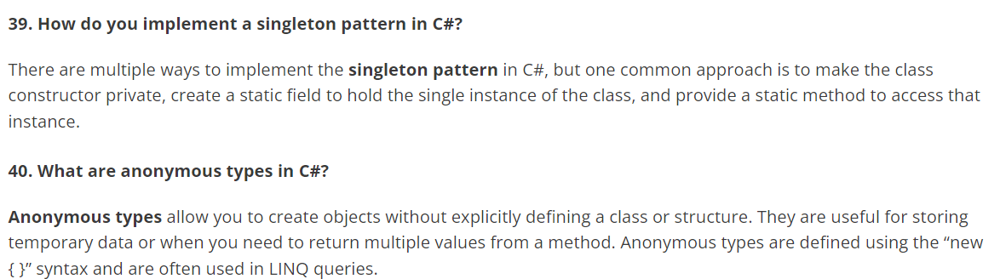 39. How do you implement a singleton pattern in C#?
There are multiple ways to implement the singleton pattern in C#, but one common approach is to make the class
constructor private, create a static field to hold the single instance of the class, and provide a static method to access that
instance.
40. What are anonymous types in C#?
Anonymous types allow you to create objects without explicitly defining a class or structure. They are useful for storing
temporary data or when you need to return multiple values from a method. Anonymous types are defined using the “new
{ }” syntax and are often used in LINQ queries.